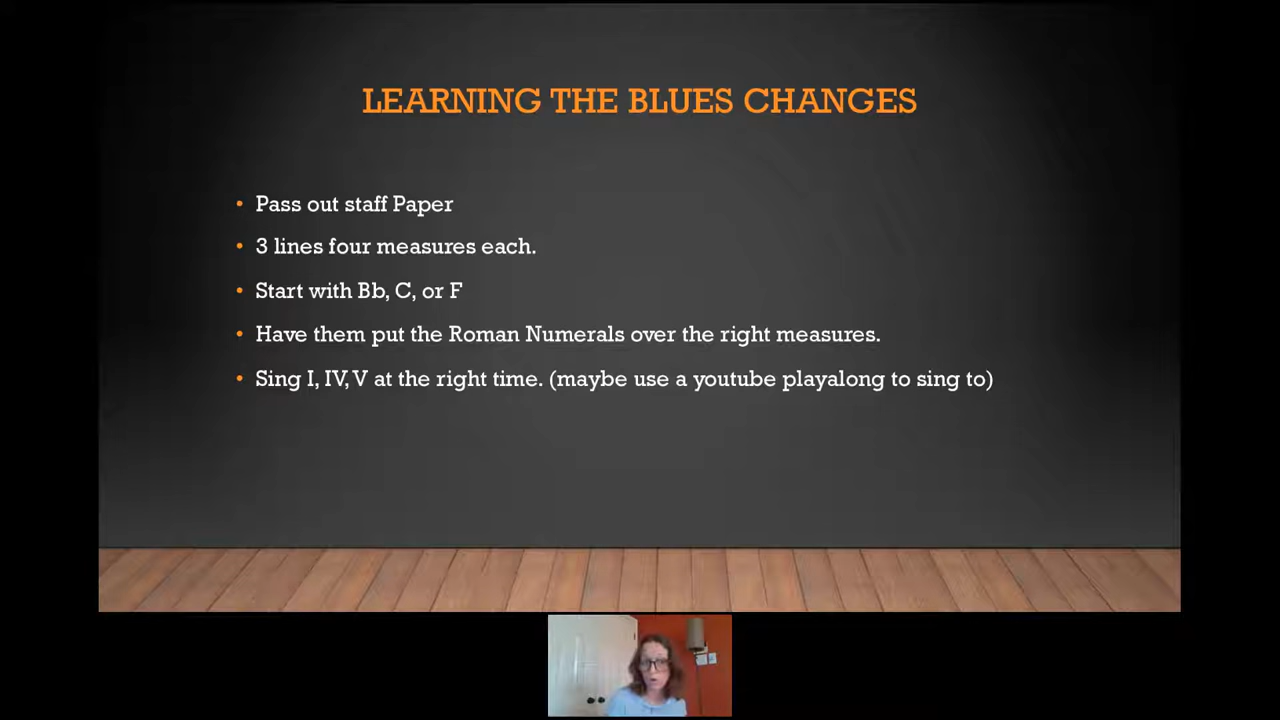 LEARNING THE BLUES CHANGES
• Pass out staff Paper
• 3 lines four measures each.
• Start with Bb, C, or F
• Have them put the Roman Numerals over the right measures.
• Sing I, IV, V at the right time. (maybe use a youtube playalong to sing to)